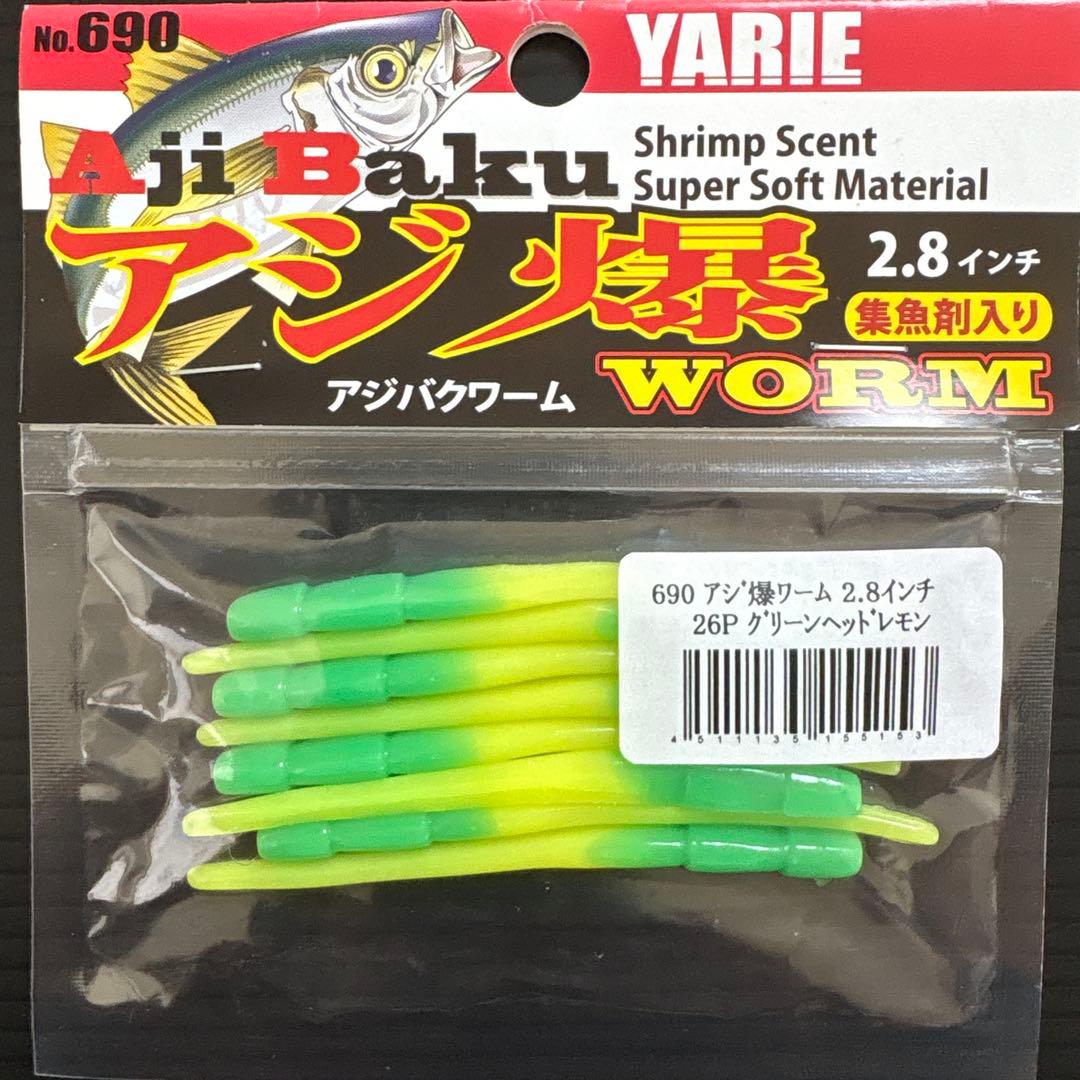 No.690
YARIE
Aji Baku
Shrimp Scent
Super Soft Material
アジ爆
2.8インチ
集魚剤入り
アジバクワーム
WORM
690 アジ爆ワーム 2.8インチ
26P グリーンヘッドレモン
4511135155153